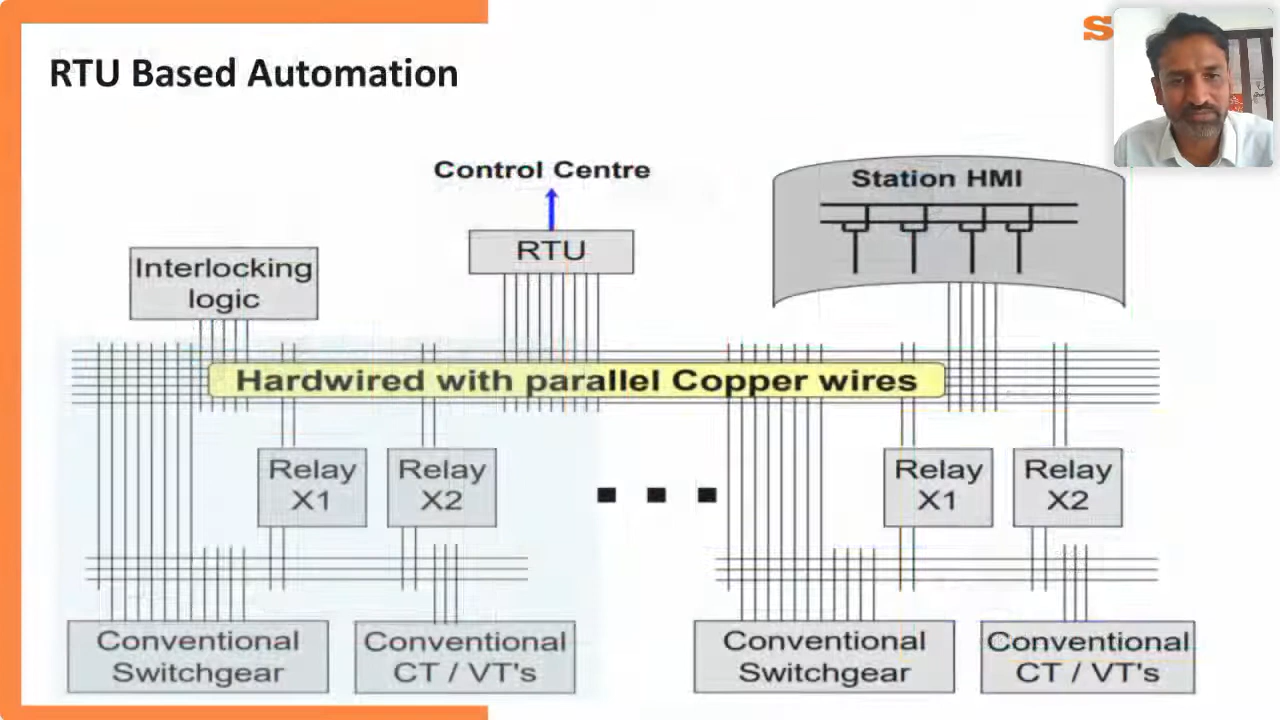 RTU Based Automation
S
Control Centre
Station HMI
RTU
Interlocking
logic
Hardwired with parallel Copper wires
Relay
X1
Relay
X2
Relay
X1
Relay
X2
Conventional
Switchgear
Conventional
CT / VT's
Conventional
Switchgear
Conventional
CT / VT's